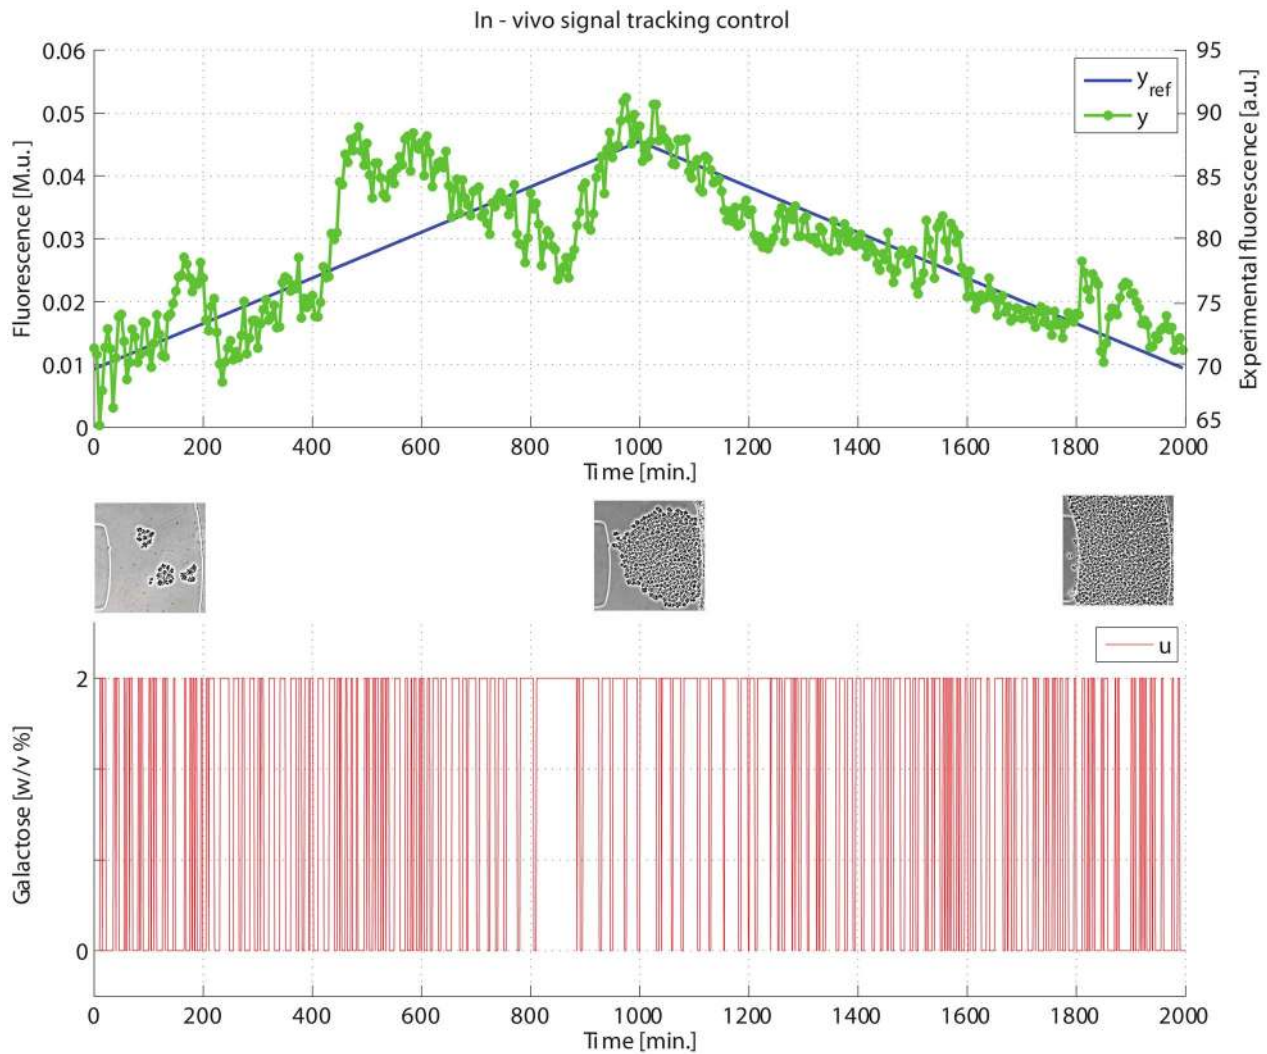 In - vivo signal tracking control
0.06
0.05
0.04
0.03
0.02
0.01
0
Fluorescence [M.u.]
95
90
85
80
75
70
65
Experimental fluorescence [a.u.]
y_ref
y
0 200 400 600 800 1000 1200 1400 1600 1800 2000
Time [min.]
u
2
0
Galactose [w/v %]
0 200 400 600 800 1000 1200 1400 1600 1800 2000
Time [min.]